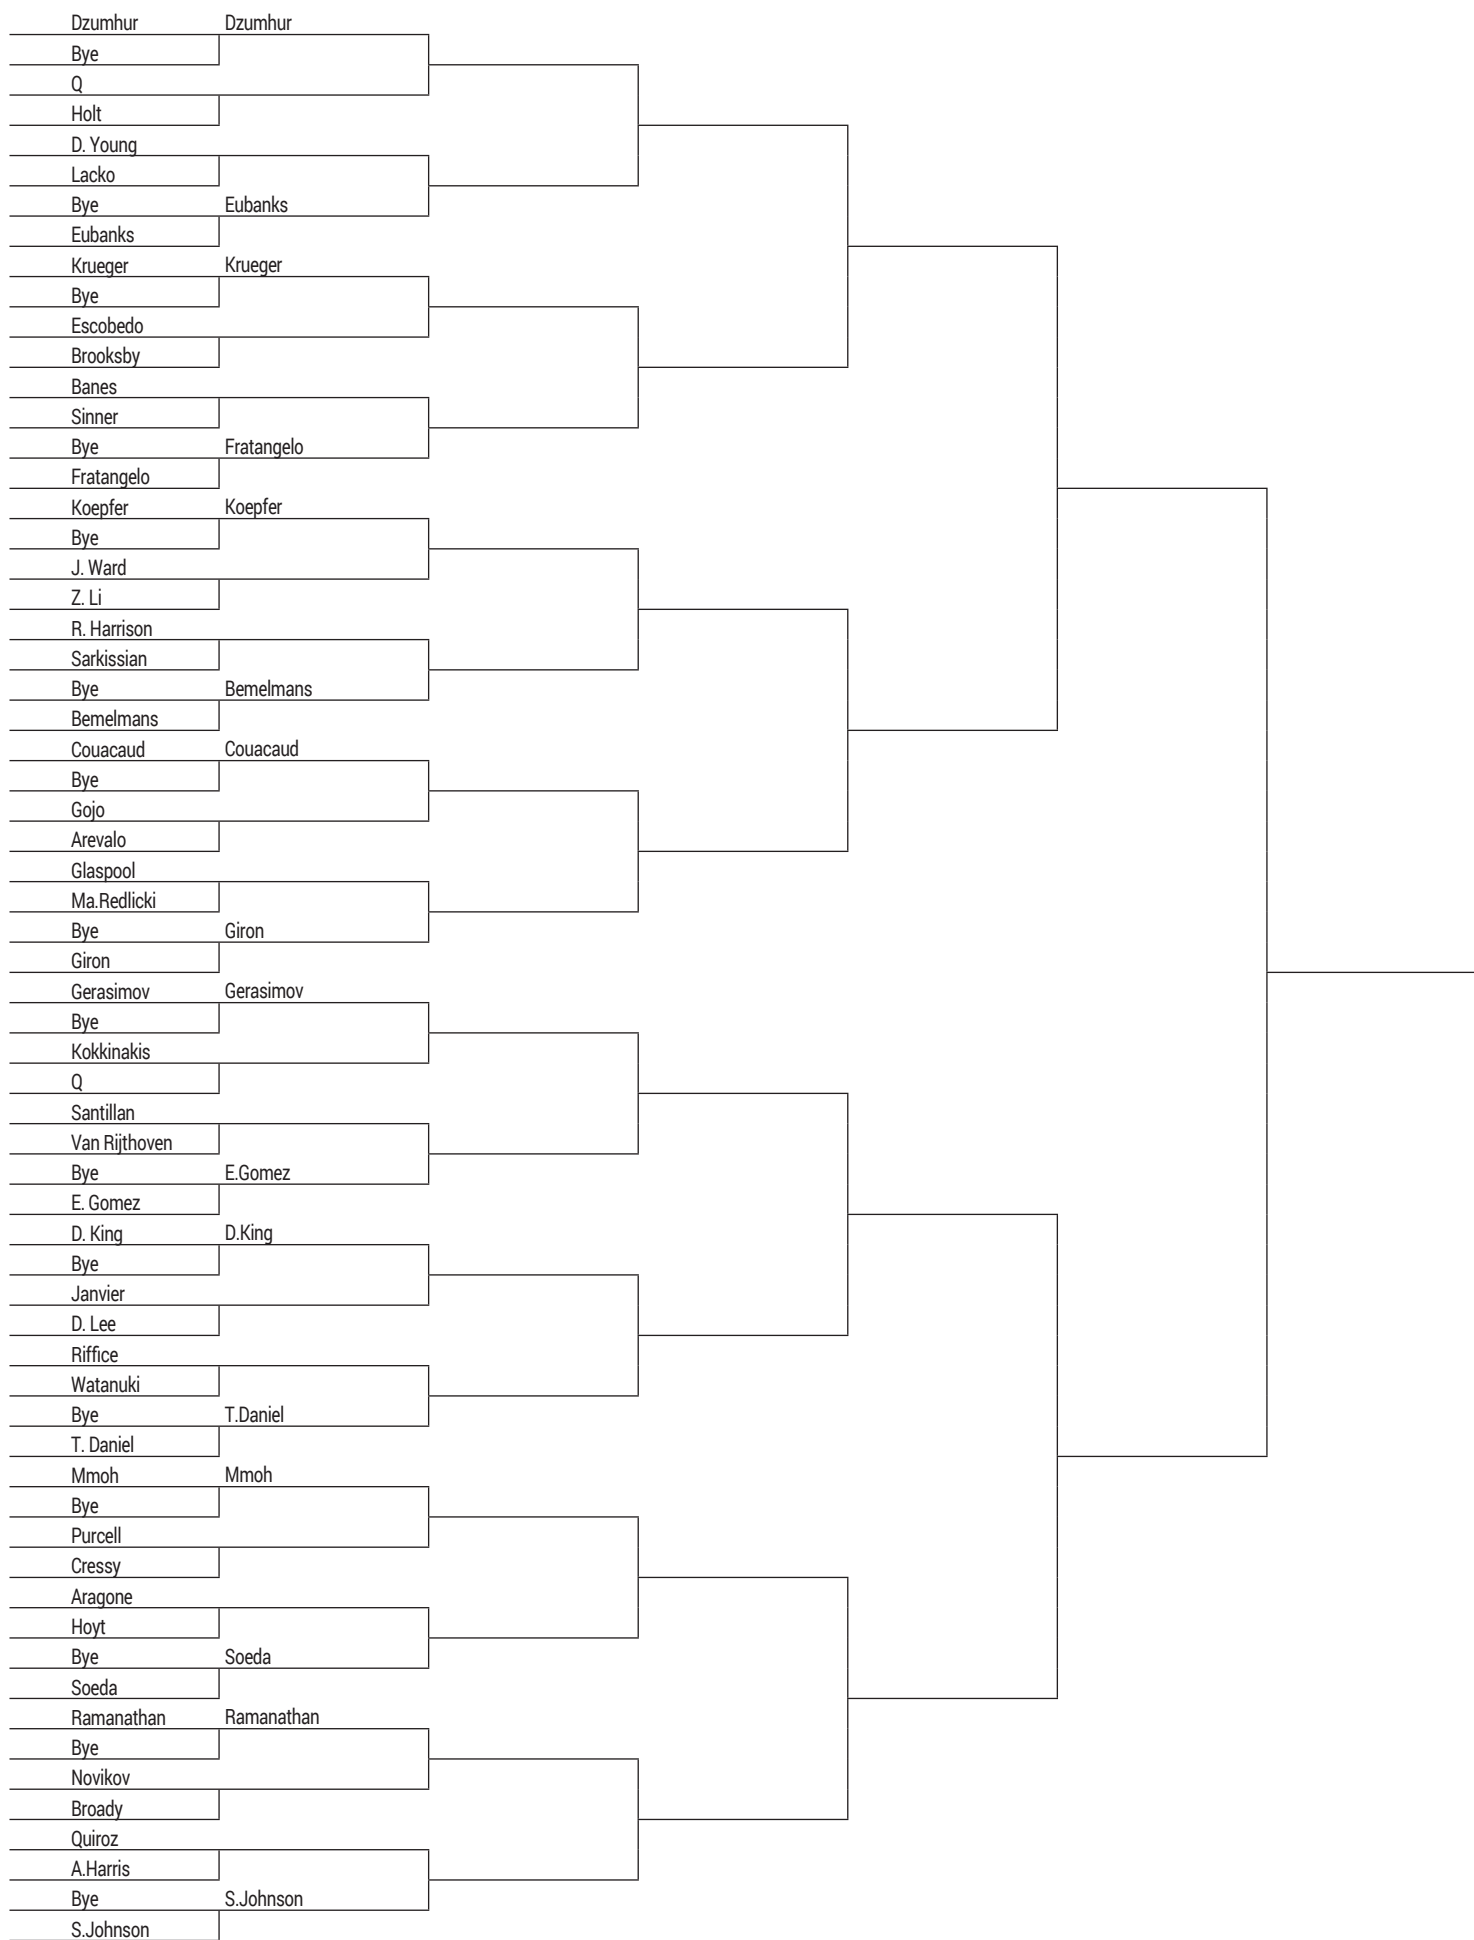 Dzumhur Dzumhur
Bye
Q
Holt
D. Young
Lacko
Bye Eubanks
Eubanks
Krueger Krueger
Bye
Escobedo
Brooksby
Banes
Sinner
Bye Fratangelo
Fratangelo
Koepfer Koepfer
Bye
J. Ward
Z. Li
R. Harrison
Sarkissian
Bye Bemelmans
Bemelmans
Couacaud Couacaud
Bye
Gojo
Arevalo
Glaspool
Ma.Redlicki
Bye Giron
Giron
Gerasimov Gerasimov
Bye
Kokkinakis
Q
Santillan
Van Rijthoven
Bye E.Gomez
E. Gomez
D. King D.King
Bye
Janvier
D. Lee
Riffice
Watanuki
Bye T.Daniel
T. Daniel
Mmoh Mmoh
Bye
Purcell
Cressy
Aragone
Hoyt
Bye Soeda
Soeda
Ramanathan Ramanathan
Bye
Novikov
Broady
Quiroz
A.Harris
Bye S.Johnson
S.Johnson